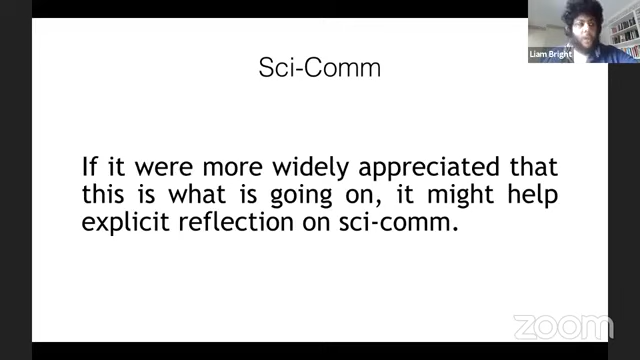 Liam Bright
Sci-Comm
If it were more widely appreciated that
this is what is going on, it might help
explicit reflection on sci-comm.
zoom